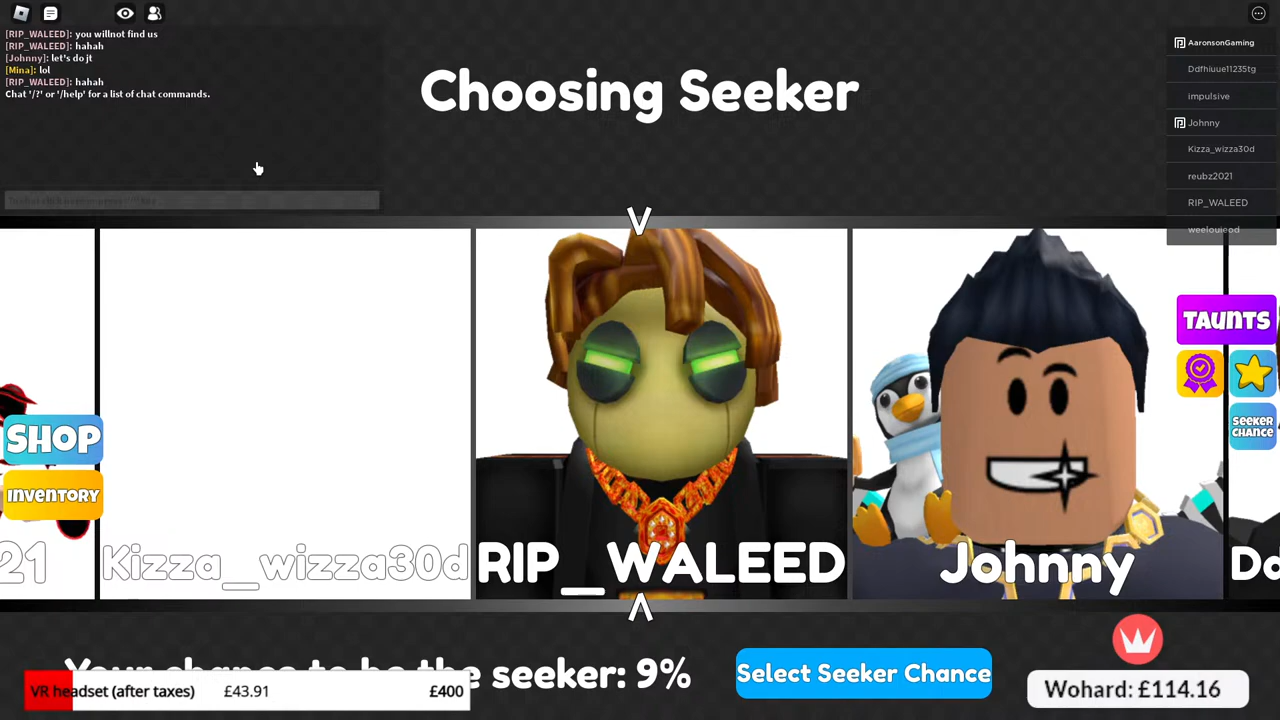 [RIP_WALEED]: you willnot find us
[RIP_WALEED]: hahah
[Johnny]: let's do jt
[Mina]: lol
[RIP_WALEED]: hahah
Chat '/?' or '/help' for a list of chat commands.
Choosing Seeker
AaronsonGaming
Ddfhiuue11235tg
impulsive
Johnny
Kizza_wizza30d
reubz2021
RIP_WALEED
weelouieod
V
TAUNTS
SHOP
SEEKER
CHANCE
INVENTORY
21
Kizza_wizza30d
RIP_WALEED
Johnny
Do
Your chance to be the seeker: 9%
Select Seeker Chance
VR headset (after taxes) £43.91 £400
Wohard: £114.16